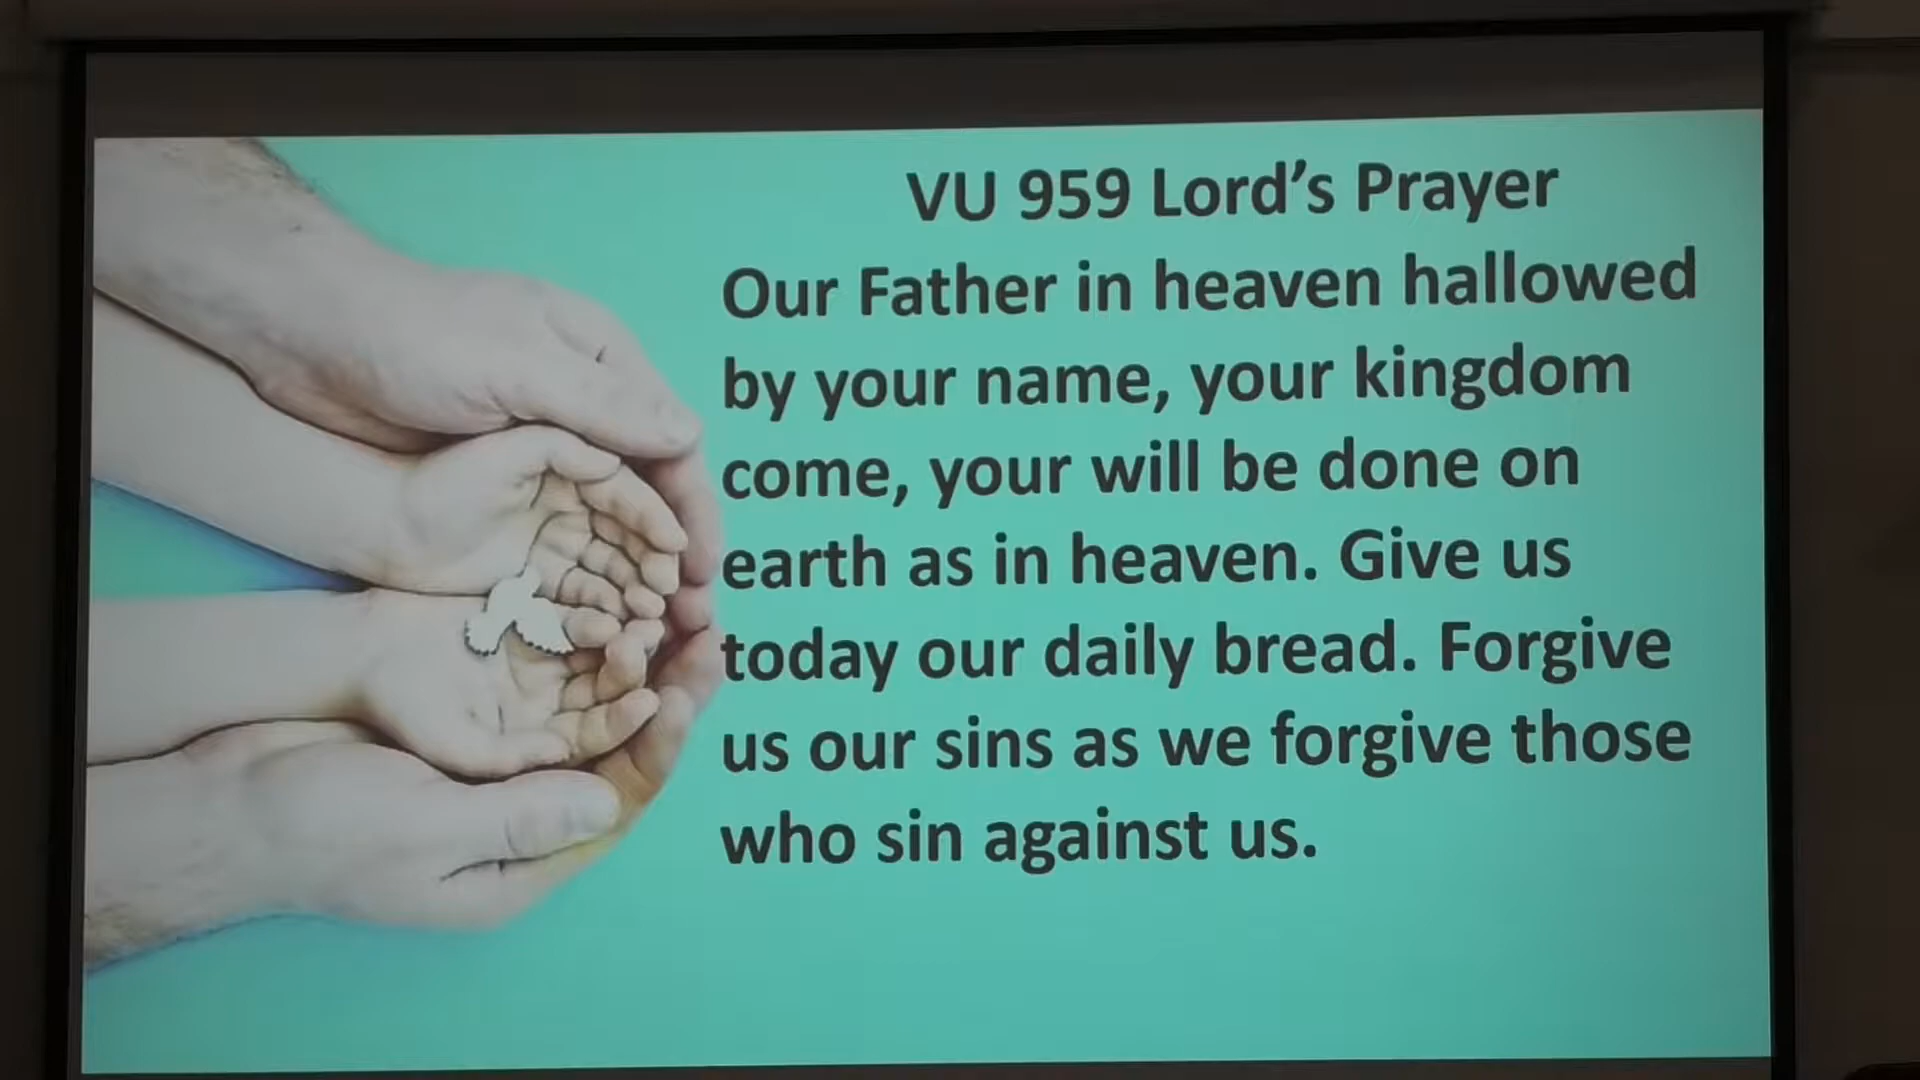 VU 959 Lord’s Prayer
Our Father in heaven hallowed
by your name, your kingdom
come, your will be done on
earth as in heaven. Give us
today our daily bread. Forgive
us our sins as we forgive those
who sin against us.